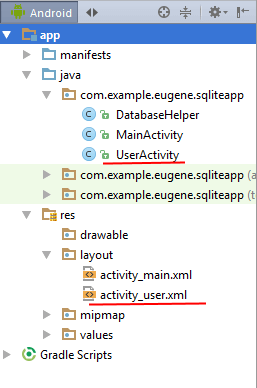 Android
app
manifests
java
com.example.eugene.sqliteapp
DatabaseHelper
MainActivity
UserActivity
com.example.eugene.sqliteapp (a
com.example.eugene.sqliteapp (t
res
drawable
layout
activity_main.xml
activity_user.xml
mipmap
values
Gradle Scripts